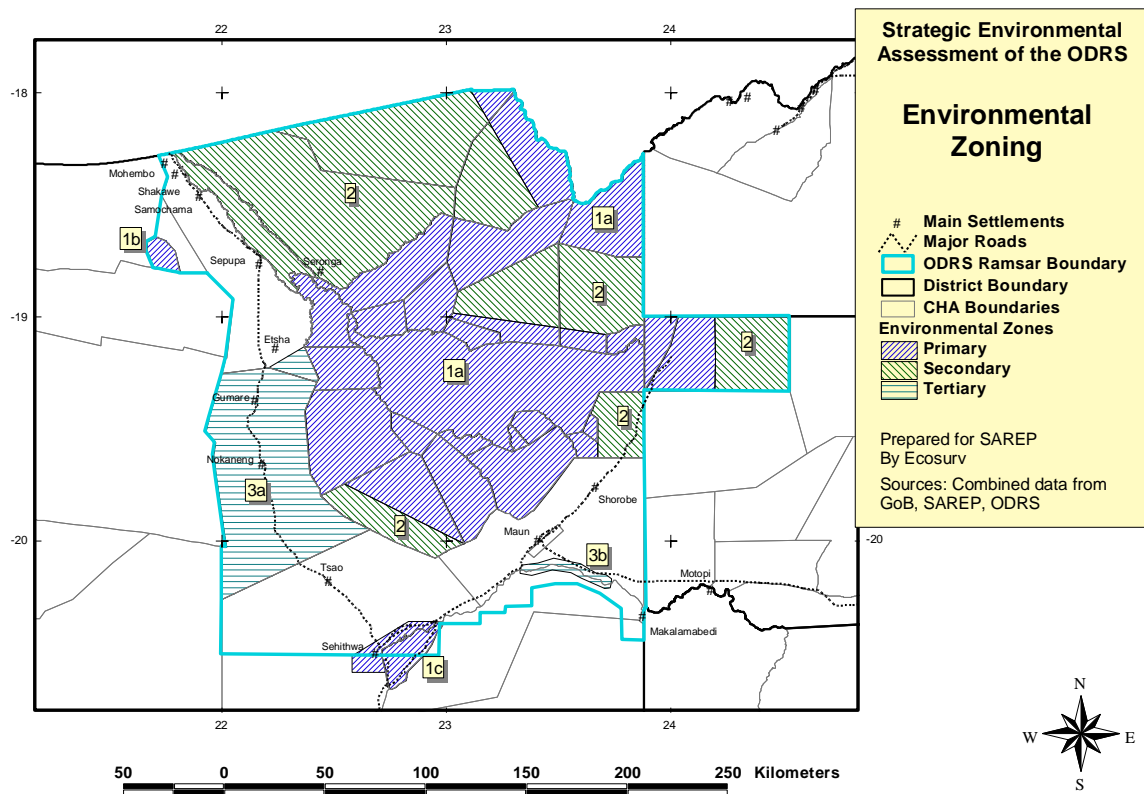 22
23
24
Strategic Environmental
Assessment of the ODRS
Environmental
Zoning
-18
Mohembo
Shakawe
Samochama
2
1a
1b
Sepupa
Seronga
2
# Main Settlements
Major Roads
ODRS Ramsar Boundary
District Boundary
CHA Boundaries
Environmental Zones
Primary
Secondary
Tertiary
-19
Etsha
2
1a
Gumare
2
Prepared for SAREP
By Ecosurv
Sources: Combined data from
GoB, SAREP, ODRS
Nokaneng
3a
Shorobe
2
Maun
-20
-20
3b
Tsao
Motopi
Makalamabedi
Sehithwa
1c
22
23
24
N
W
E
S
50 0 50 100 150 200 250 Kilometers